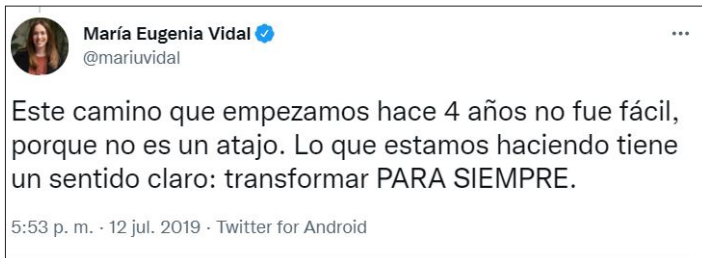 María Eugenia Vidal
@mariuvidal
Este camino que empezamos hace 4 años no fue fácil,
porque no es un atajo. Lo que estamos haciendo tiene
un sentido claro: transformar PARA SIEMPRE.
5:53 p. m. · 12 jul. 2019 · Twitter for Android